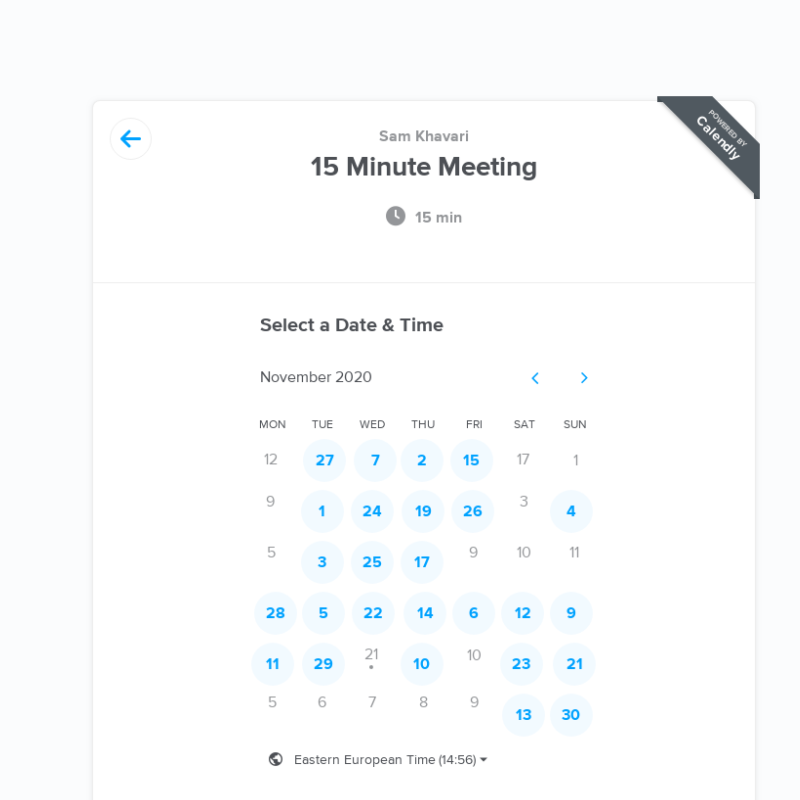 POWERED BY
Calendly
Sam Khavari
15 Minute Meeting
15 min
Select a Date & Time
November 2020
MON TUE WED THU FRI SAT SUN
12 27 7 2 15 17 1
9 1 24 19 26 3 4
5 3 25 17 9 10 11
28 5 22 14 6 12 9
11 29 21 10 10 23 21
5 6 7 8 9 13 30
Eastern European Time (14:56)